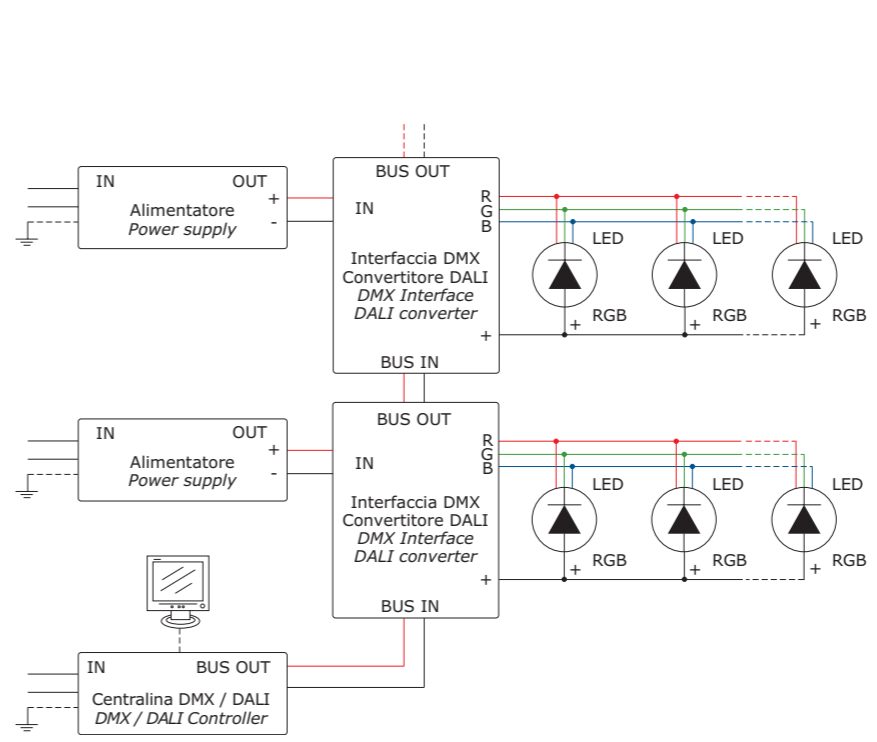 BUS OUT
IN OUT
+
Alimentatore
Power supply
-
IN
R
G
B
Interfaccia DMX
Convertitore DALI
DMX Interface
DALI converter
+
BUS IN
LED
RGB
+
LED
RGB
+
LED
RGB
+
BUS OUT
IN OUT
+
Alimentatore
Power supply
-
IN
R
G
B
Interfaccia DMX
Convertitore DALI
DMX Interface
DALI converter
+
BUS IN
LED
RGB
+
LED
RGB
+
LED
RGB
+
IN BUS OUT
Centralina DMX / DALI
DMX / DALI Controller